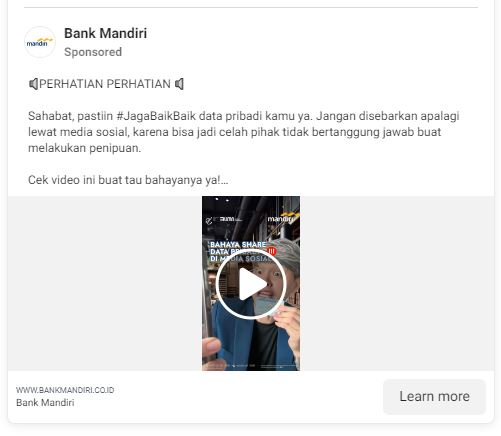 mandiri
Bank Mandiri
Sponsored
PERHATIAN PERHATIAN
Sahabat, pastiin #JagaBaikBaik data pribadi kamu ya. Jangan disebarkan apalagi
lewat media sosial, karena bisa jadi celah pihak tidak bertanggung jawab buat
melakukan penipuan.
Cek video ini buat tau bahayanya ya!...
BUMN
mandiri
BAHAYA SHARE
DATA PRIBADI !!!
DI MEDIA SOSIAL
WWW.BANKMANDIRI.CO.ID
Bank Mandiri
Learn more